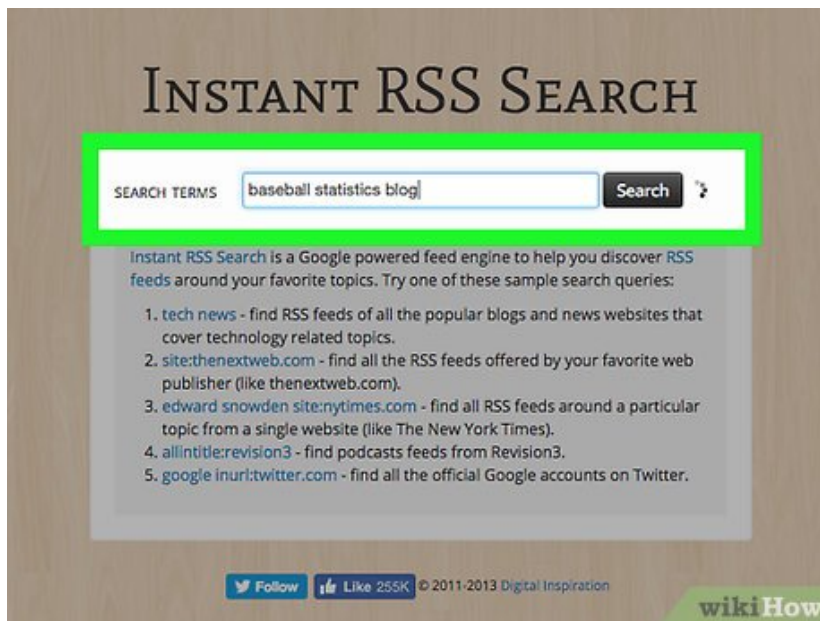 INSTANT RSS SEARCH
SEARCH TERMS baseball statistics blog Search
Instant RSS Search is a Google powered feed engine to help you discover RSS
feeds around your favorite topics. Try one of these sample search queries:
1. tech news - find RSS feeds of all the popular blogs and news websites that
cover technology related topics.
2. site:thenextweb.com - find all the RSS feeds offered by your favorite web
publisher (like thenextweb.com).
3. edward snowden site:nytimes.com - find all RSS feeds around a particular
topic from a single website (like The New York Times).
4. allintitle:revision3 - find podcasts feeds from Revision3.
5. google inurl:twitter.com - find all the official Google accounts on Twitter.
Follow Like 255K © 2011-2013 Digital Inspiration
wikiHow